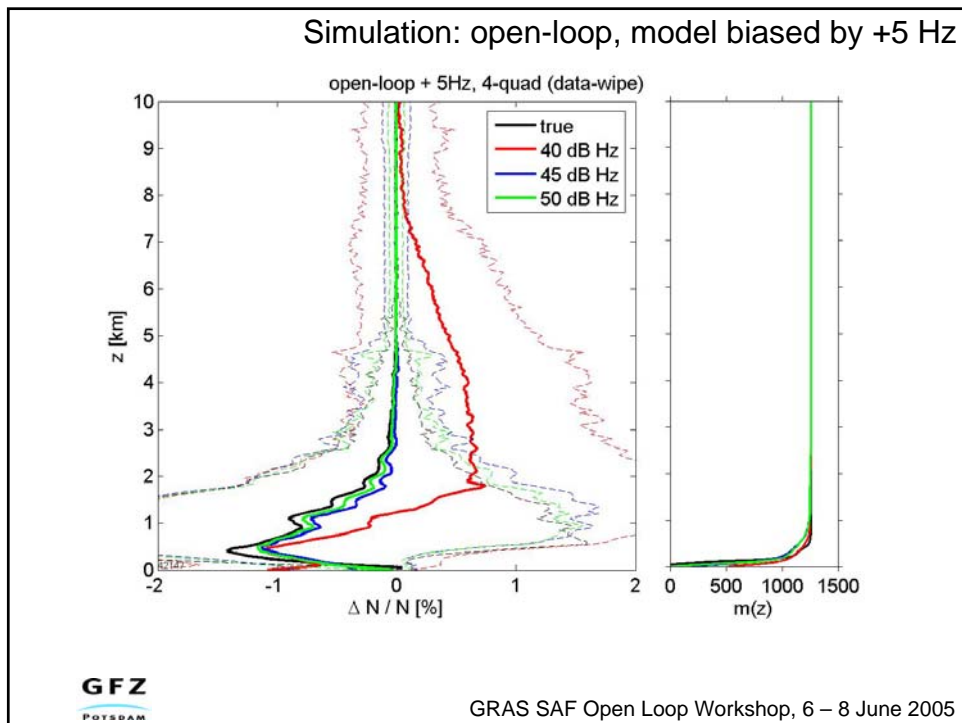 Simulation: open-loop, model biased by +5 Hz
open-loop + 5Hz, 4-quad (data-wipe)
true
40 dB Hz
45 dB Hz
50 dB Hz
10
9
8
7
6
5
4
3
2
1
0
z [km]
-2
-1
0
1
2
Δ N / N [%]
0
500
1000
1500
m(z)
GFZ
POTSDAM
GRAS SAF Open Loop Workshop, 6 – 8 June 2005